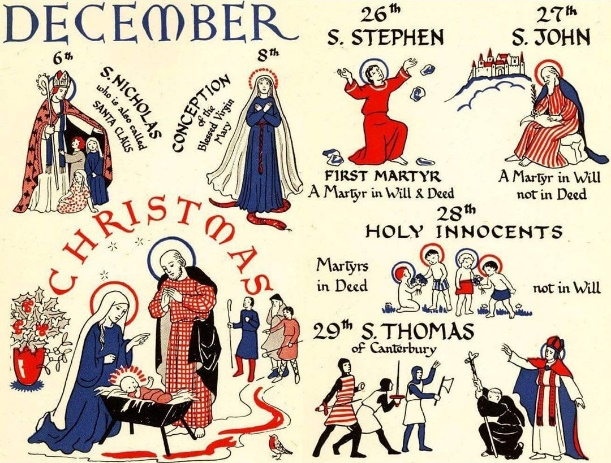 DECEMBER
6th
S. NICHOLAS
who is also called
SANTA CLAUS
8th
CONCEPTION
of the
Blessed Virgin
Mary
CHRISTMAS
26th
S. STEPHEN
FIRST MARTYR
A Martyr in Will & Deed
27th
S. JOHN
A Martyr in Will
not in Deed
28th
HOLY INNOCENTS
Martyrs
in Deed
not in Will
29th S. THOMAS
of Canterbury